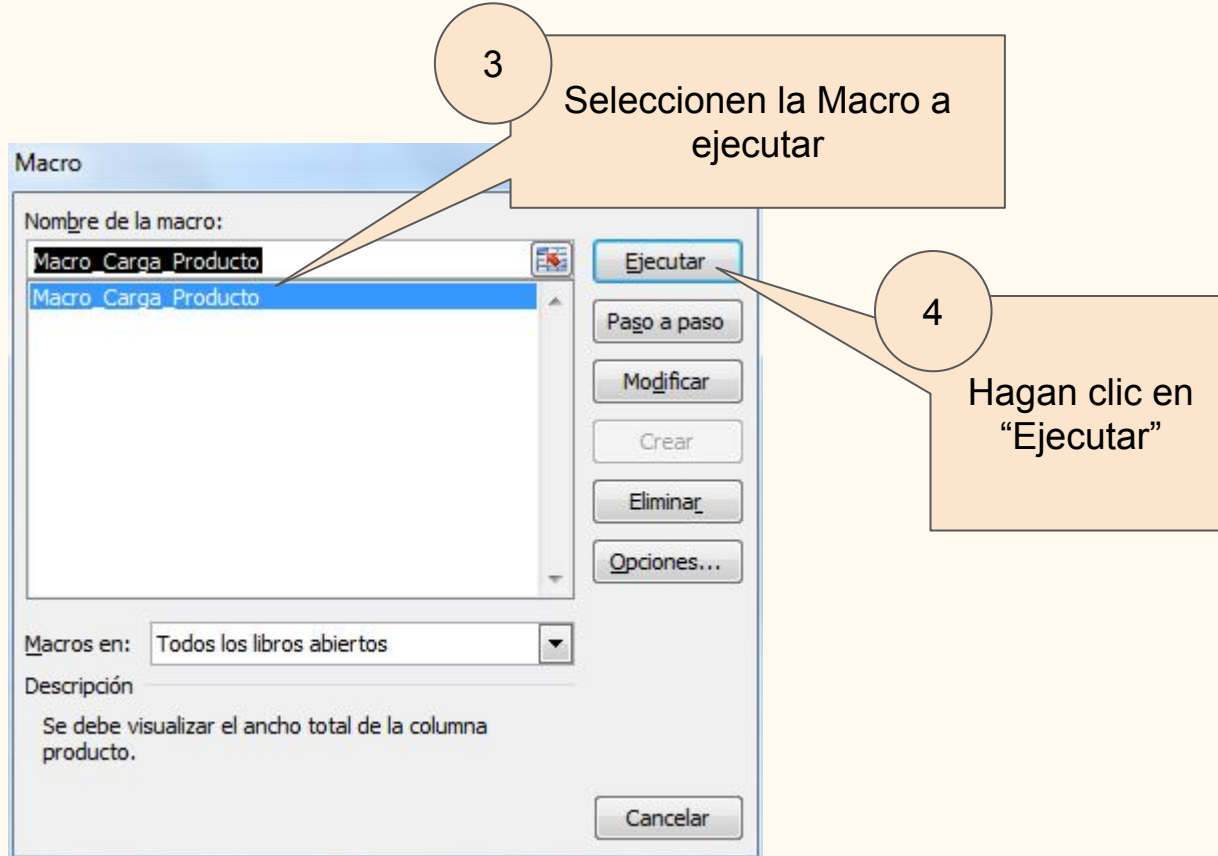 3
Seleccionen la Macro a
ejecutar
Macro
Nombre de la macro:
Macro_Carga_Producto
Ejecutar
Macro_Carga_Producto
4
Paso a paso
Hagan clic en
“Ejecutar”
Modificar
Crear
Eliminar
Opciones...
Macros en:
Todos los libros abiertos
Descripción
Se debe visualizar el ancho total de la columna
producto.
Cancelar